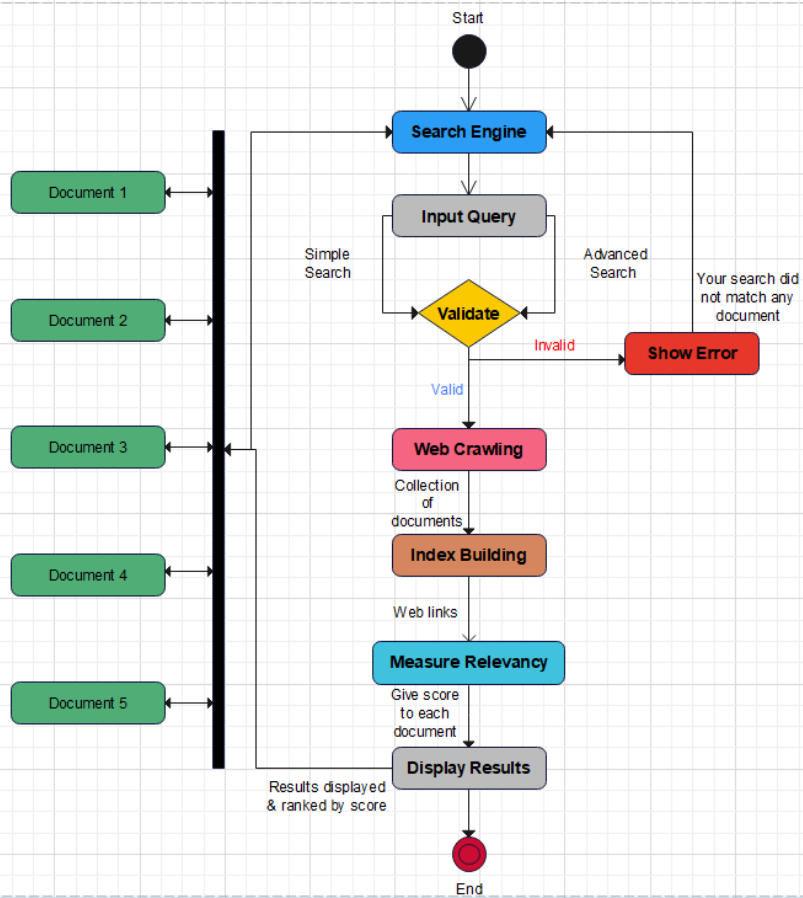 Start
Search Engine
Document 1
Input Query
Simple
Search
Advanced
Search
Your search did
not match any
document
Document 2
Validate
Invalid
Show Error
Valid
Document 3
Web Crawling
Collection
of
documents
Index Building
Document 4
Web links
Measure Relevancy
Give score
to each
document
Document 5
Display Results
Results displayed
& ranked by score
End